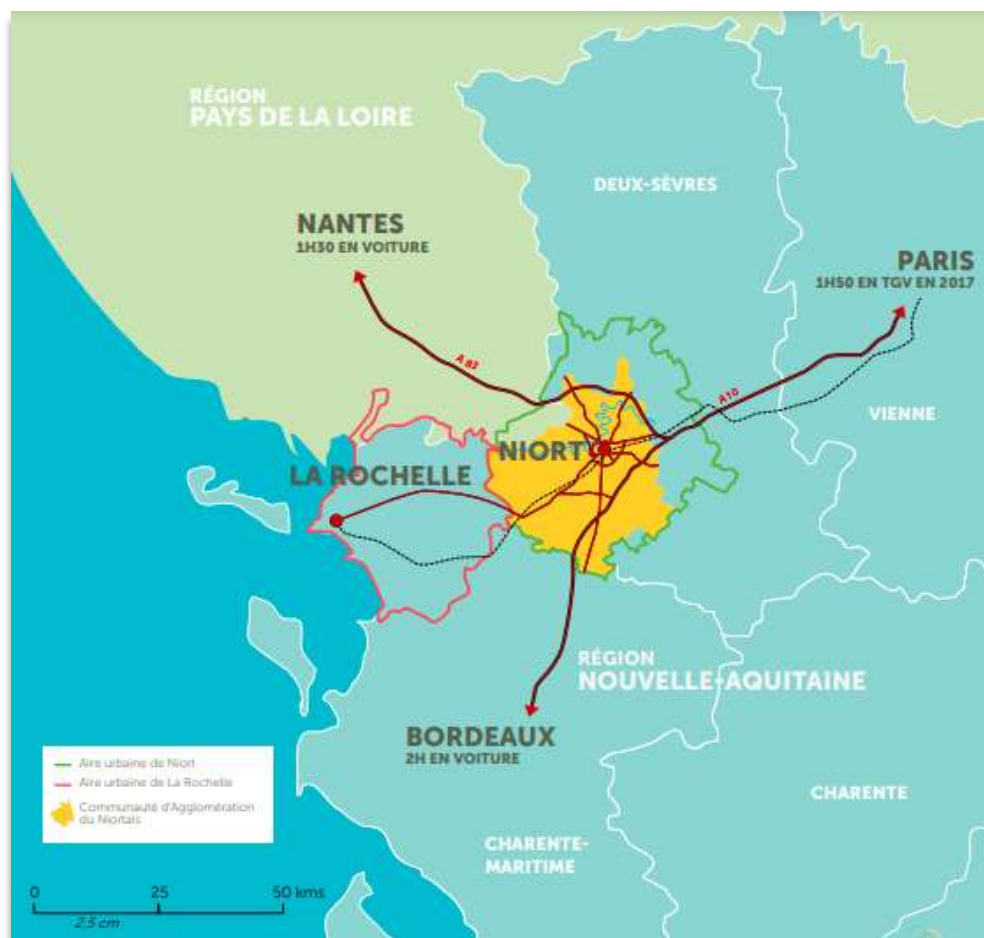 RÉGION
PAYS DE LA LOIRE
DEUX-SÈVRES
NANTES
1H30 EN VOITURE
PARIS
1H50 EN TGV EN 2017
A 83
A10
VIENNE
NIORT
LA ROCHELLE
RÉGION
NOUVELLE-AQUITAINE
BORDEAUX
2H EN VOITURE
Aire urbaine de Niort
Aire urbaine de La Rochelle
Communauté d'Agglomération
du Niortais
CHARENTE
CHARENTE-
MARITIME
0 25 50 kms
2,5 cm